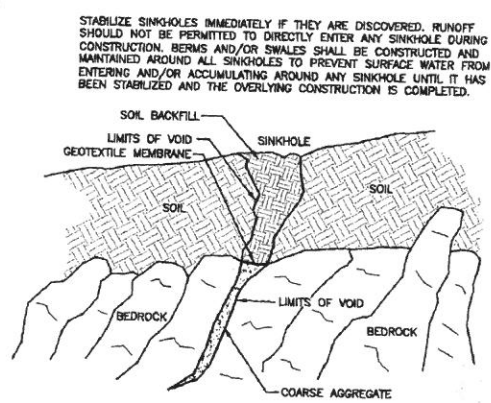 STABILIZE SINKHOLES IMMEDIATELY IF THEY ARE DISCOVERED. RUNOFF
SHOULD NOT BE PERMITTED TO DIRECTLY ENTER ANY SINKHOLE DURING
CONSTRUCTION. BERMS AND/OR SWALES SHALL BE CONSTRUCTED AND
MAINTAINED AROUND ALL SINKHOLES TO PREVENT SURFACE WATER FROM
ENTERING AND/OR ACCUMULATING AROUND ANY SINKHOLE UNTIL IT HAS
BEEN STABILIZED AND THE OVERLYING CONSTRUCTION IS COMPLETED.
SOIL BACKFILL
LIMITS OF VOID
SINKHOLE
GEOTEXTILE MEMBRANE
SOIL
SOIL
LIMITS OF VOID
BEDROCK
BEDROCK
COARSE AGGREGATE